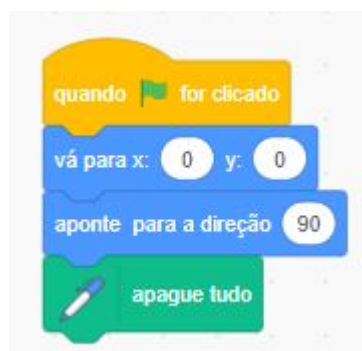 quando for clicado
vá para x: 0 y: 0
aponte para a direção 90
apague tudo